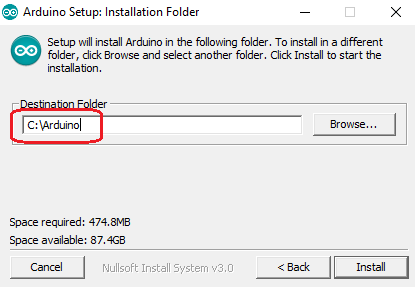 Arduino Setup: Installation Folder
Setup will install Arduino in the following folder. To install in a different
folder, click Browse and select another folder. Click Install to start the
installation.
Destination Folder
C:\Arduino
Browse...
Space required: 474.8MB
Space available: 87.4GB
Cancel
Nullsoft Install System v3.0
< Back
Install